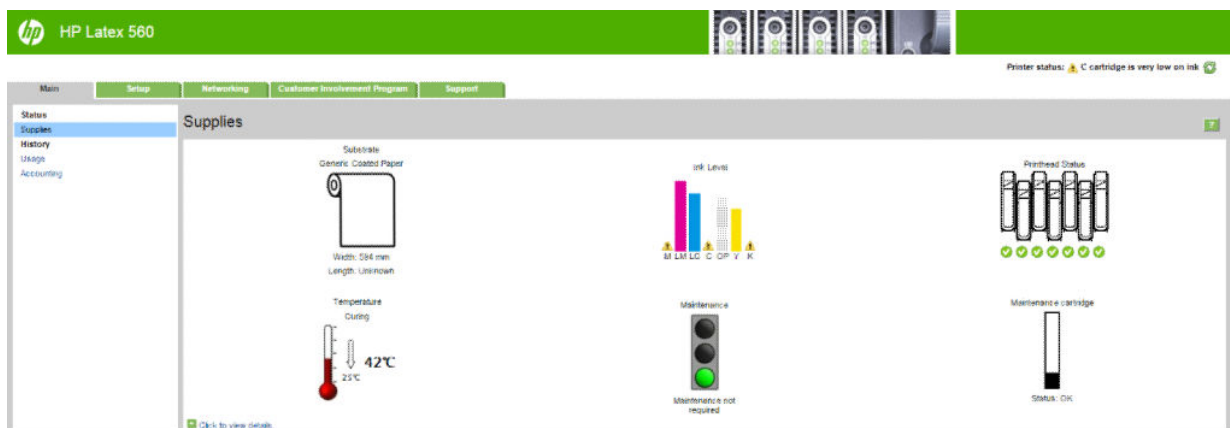 hp HP Latex 560
Printer status: C cartridge is very low on ink
Main Setup Networking Customer Involvement Program Support
Status
Supplies
History
Usage
Accounting
Supplies
?
Substrate
Generic Coated Paper
Width: 594 mm
Length: Unknown
Ink Level
M LM LC C OP Y K
Printhead Status
Temperature
Curing
42°C
25°C
Maintenance
Maintenance not
required
Maintenance cartridge
Status: OK
Click to view details